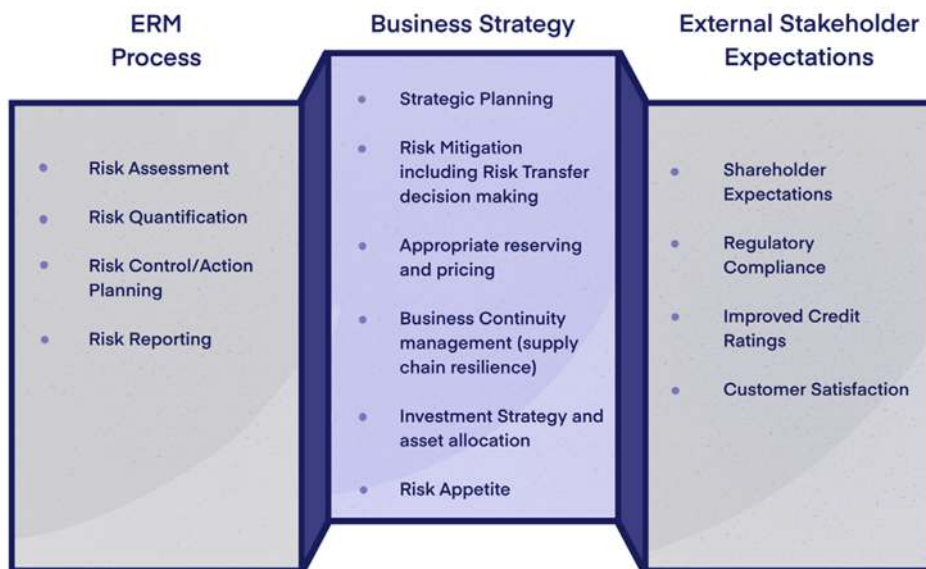 ERM
Process
Risk Assessment
Risk Quantification
Risk Control/Action
Planning
Risk Reporting
Business Strategy
Strategic Planning
Risk Mitigation
including Risk Transfer
decision making
Appropriate reserving
and pricing
Business Continuity
management (supply
chain resilience)
Investment Strategy and
asset allocation
Risk Appetite
External Stakeholder
Expectations
Shareholder
Expectations
Regulatory
Compliance
Improved Credit
Ratings
Customer Satisfaction